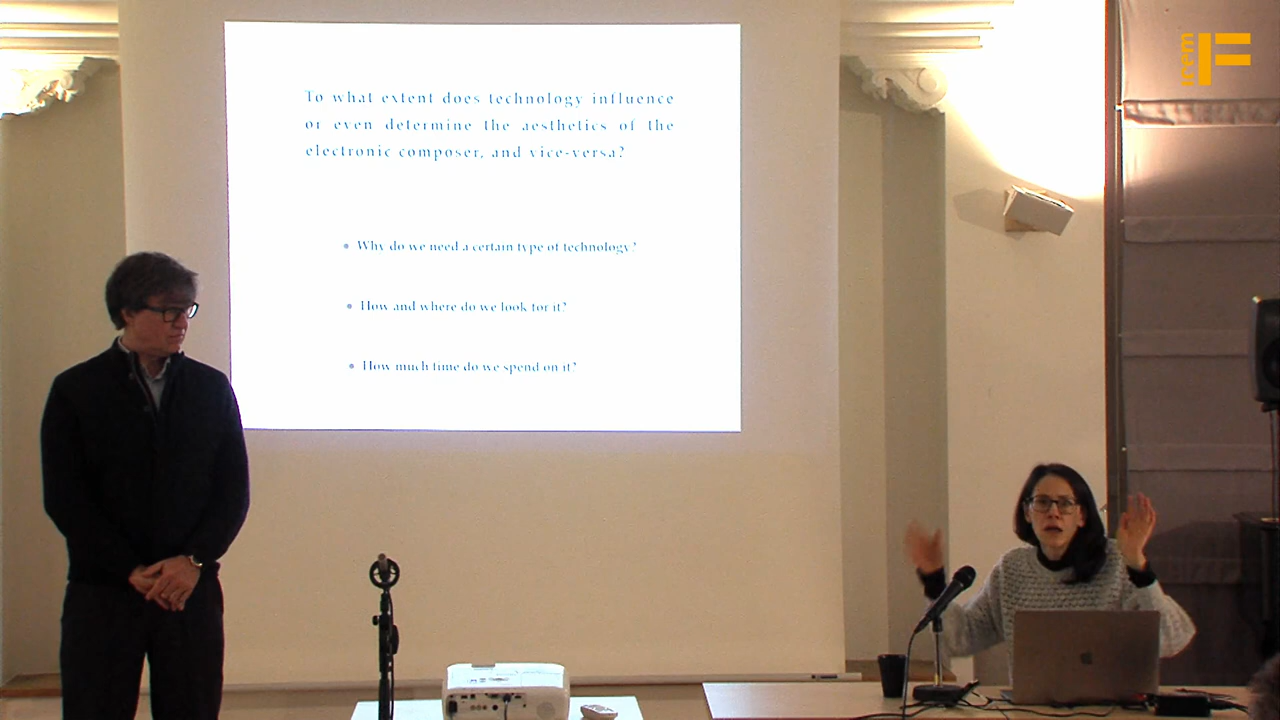 To what extent does technology influence
or even determine the aesthetics of the
electronic composer, and vice-versa?
Why do we need a certain type of technology?
How and where do we look for it?
How much time do we spend on it?
icem